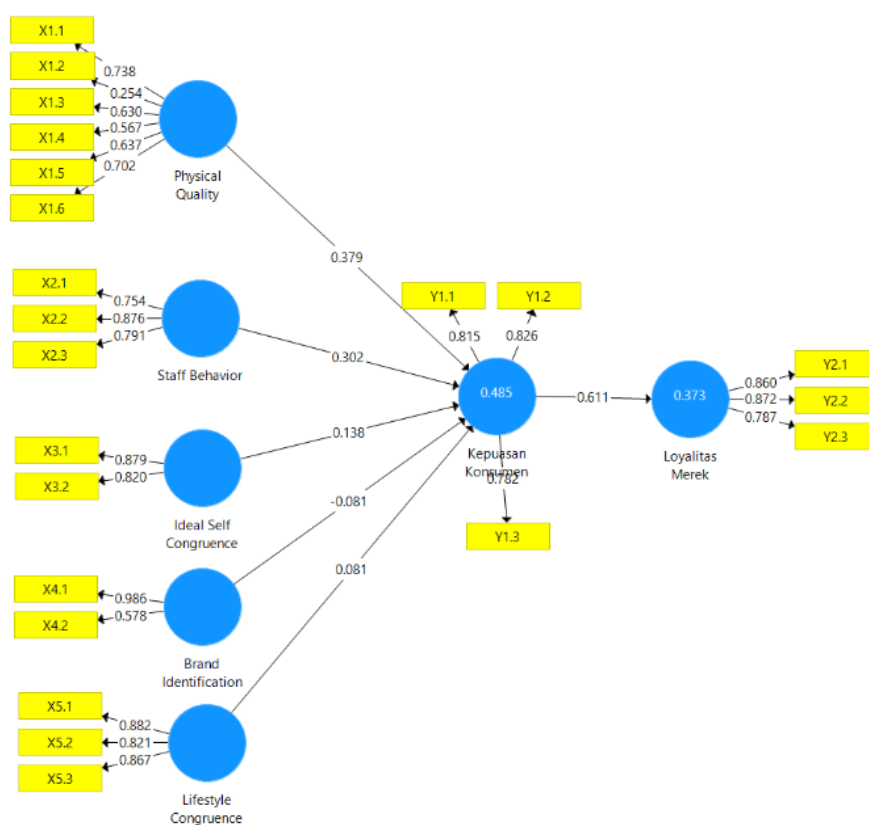 X1.1
X1.2
X1.3
X1.4
X1.5
X1.6
0.738
0.254
0.630
0.567
0.637
0.702
Physical
Quality
0.379
X2.1
X2.2
X2.3
0.754
0.876
0.791
Staff Behavior
0.302
X3.1
X3.2
0.879
0.820
Ideal Self
Congruence
0.138
X4.1
X4.2
0.986
0.578
Brand
Identification
-0.081
X5.1
X5.2
X5.3
0.882
0.821
0.867
Lifestyle
Congruence
0.081
Y1.1
Y1.2
0.815
0.826
0.485
Kepuasan
Konsumen
0.782
Y1.3
0.611
0.373
Loyalitas
Merek
0.860
0.872
0.787
Y2.1
Y2.2
Y2.3